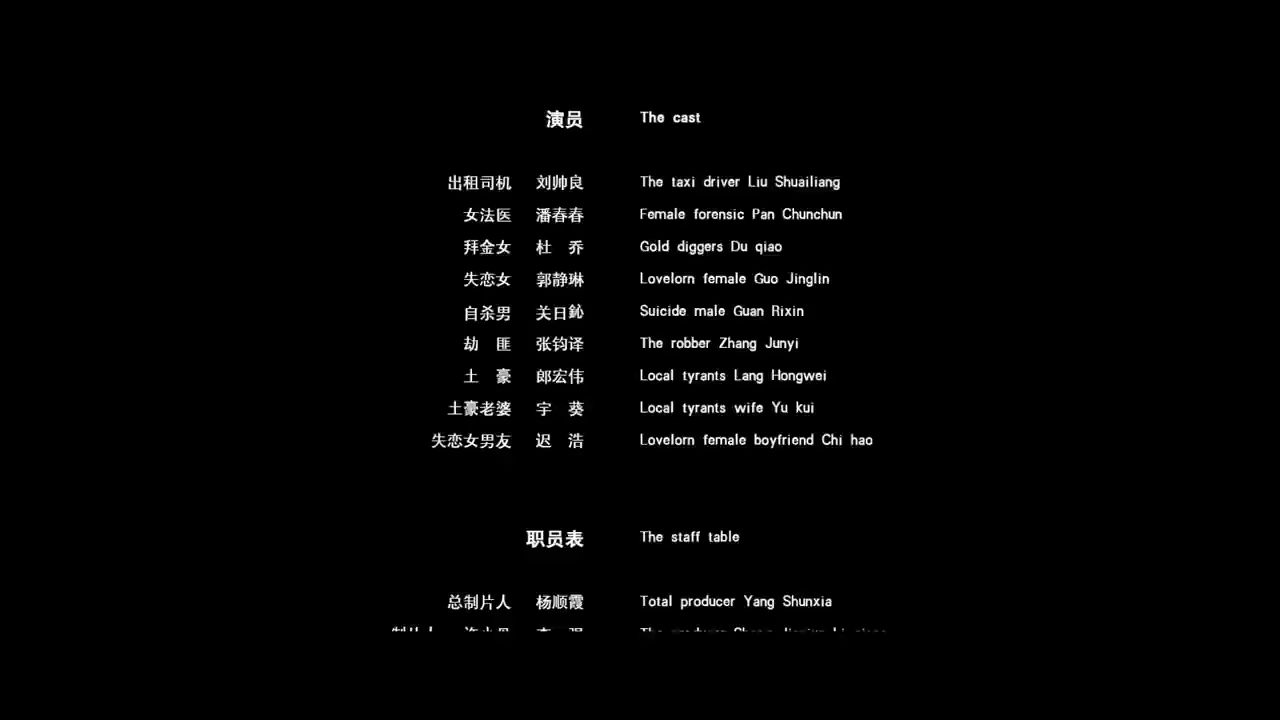 演员 The cast
出租司机 刘帅良 The taxi driver Liu Shuailiang
女法医 潘春春 Female forensic Pan Chunchun
拜金女 杜 乔 Gold diggers Du qiao
失恋女 郭静琳 Lovelorn female Guo Jinglin
自杀男 关日鈊 Suicide male Guan Rixin
劫 匪 张钧译 The robber Zhang Junyi
土 豪 郎宏伟 Local tyrants Lang Hongwei
土豪老婆 宇 葵 Local tyrants wife Yu kui
失恋女男友 迟 浩 Lovelorn female boyfriend Chi hao
职员表 The staff table
总制片人 杨顺霞 Total producer Yang Shunxia
制片人 The producer